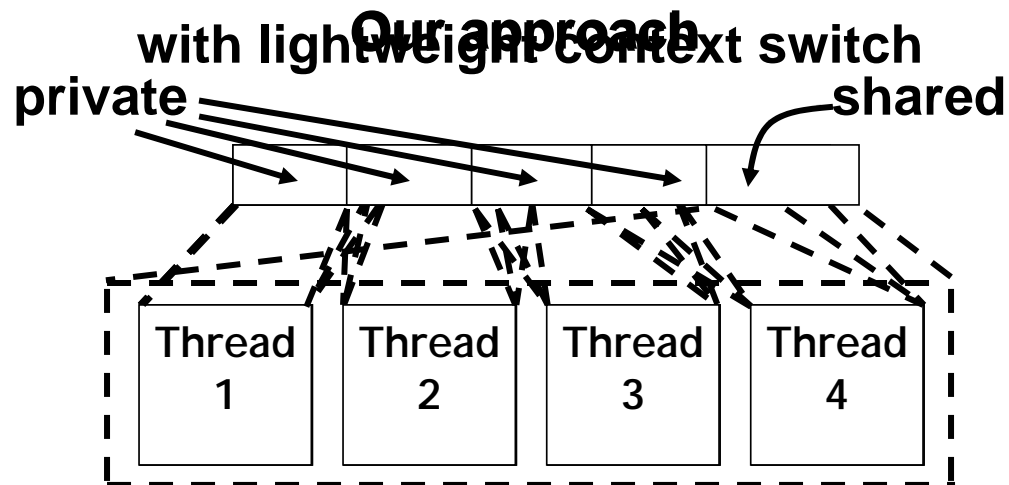 Our approach
with lightweight context switch
private
shared
Thread
1
Thread
2
Thread
3
Thread
4